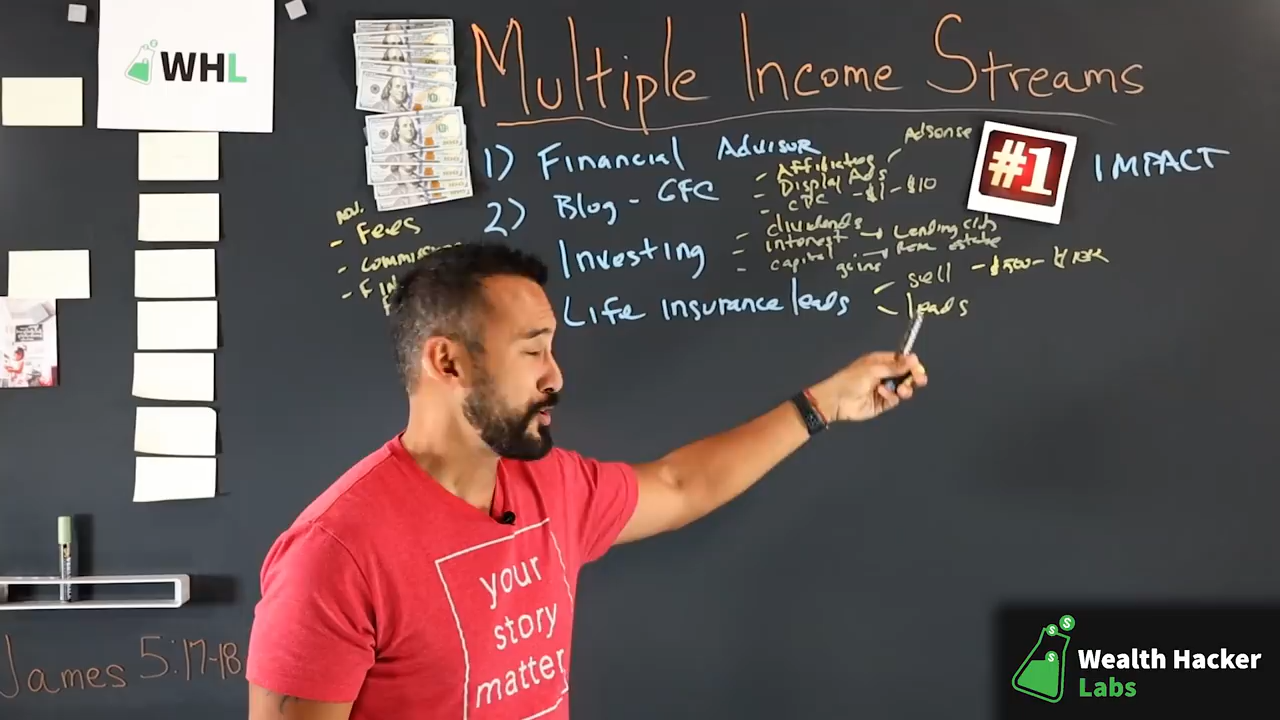 WHL
Multiple Income Streams
#1
IMPACT
1) Financial Advisor
2) Blog - GFC
- Affiliates
- Display Ads
Adsense
- CPC - $1 - $10
Investing
- dividends
- interest → Lending Club
- capital gains → Real estate
Life insurance leads
sell - $500 -
leads
- Fees
your
story
matter
James 5:17-18
Wealth Hacker
Labs